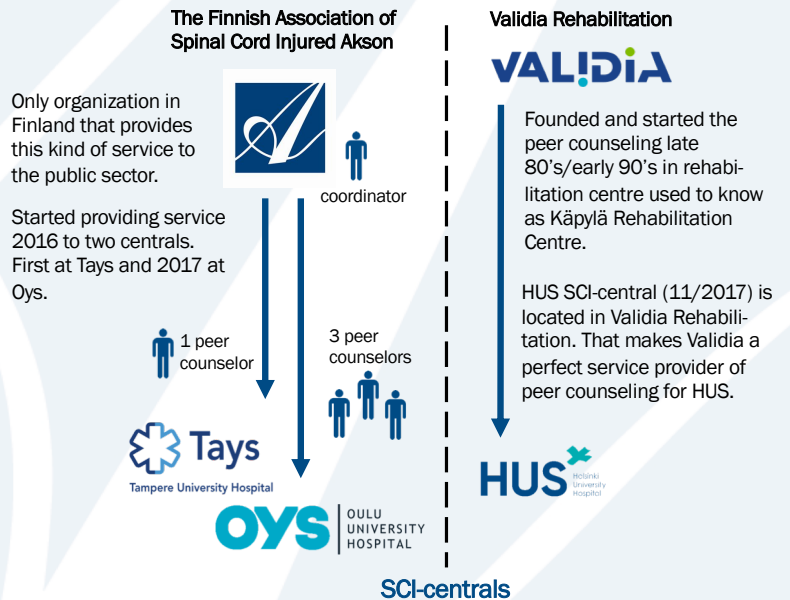 The Finnish Association of
Spinal Cord Injured Akson
Only organization in
Finland that provides
this kind of service to
the public sector.
Started providing service
2016 to two centrals.
First at Tays and 2017 at
Oys.
coordinator
1 peer
counselor
3 peer
counselors
Tays
Tampere University Hospital
OYS
OULU
UNIVERSITY
HOSPITAL
Validia Rehabilitation
VALIDIA
Founded and started the
peer counseling late
80's/early 90's in rehabi-
litation centre used to know
as Käpylä Rehabilitation
Centre.
HUS SCI-central (11/2017) is
located in Validia Rehabili-
tation. That makes Validia a
perfect service provider of
peer counseling for HUS.
HUS
Helsinki
University
Hospital
SCI-centrals